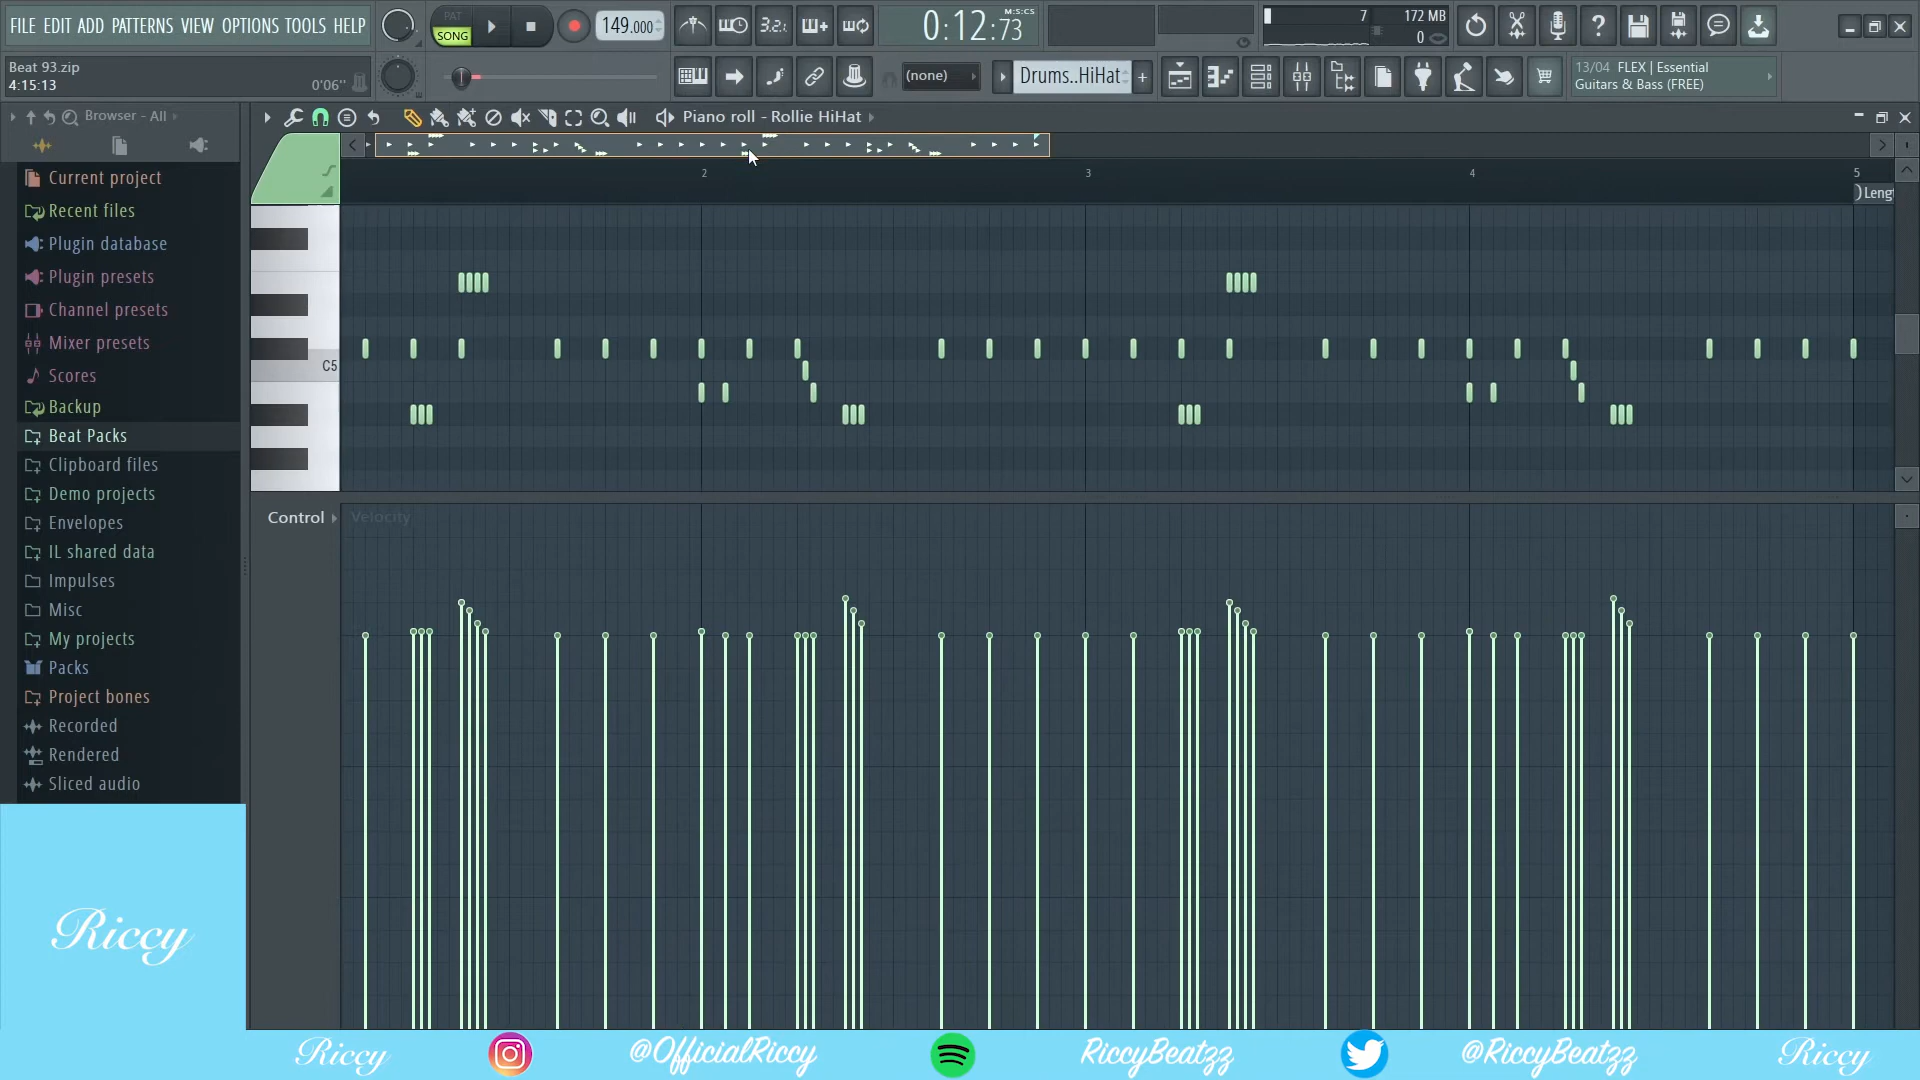 FILE EDIT ADD PATTERNS VIEW OPTIONS TOOLS HELP
PAT
SONG
149.000
3.2.1
0:12:73
M:S:CS
7
172 MB
0
Beat 93.zip
4:15:13
0'06''
(none)
Drums..HiHat
13/04 FLEX | Essential
Guitars & Bass (FREE)
Browser - All
Piano roll - Rollie HiHat
2
3
4
5
Leng
Current project
Recent files
Plugin database
Plugin presets
Channel presets
Mixer presets
Scores
Backup
Beat Packs
Clipboard files
Demo projects
Envelopes
IL shared data
Impulses
Misc
My projects
Packs
Project bones
Recorded
Rendered
Sliced audio
C5
Control
Velocity
Riccy
Riccy
@OfficialRiccy
RiccyBeatzz
@RiccyBeatzz
Riccy